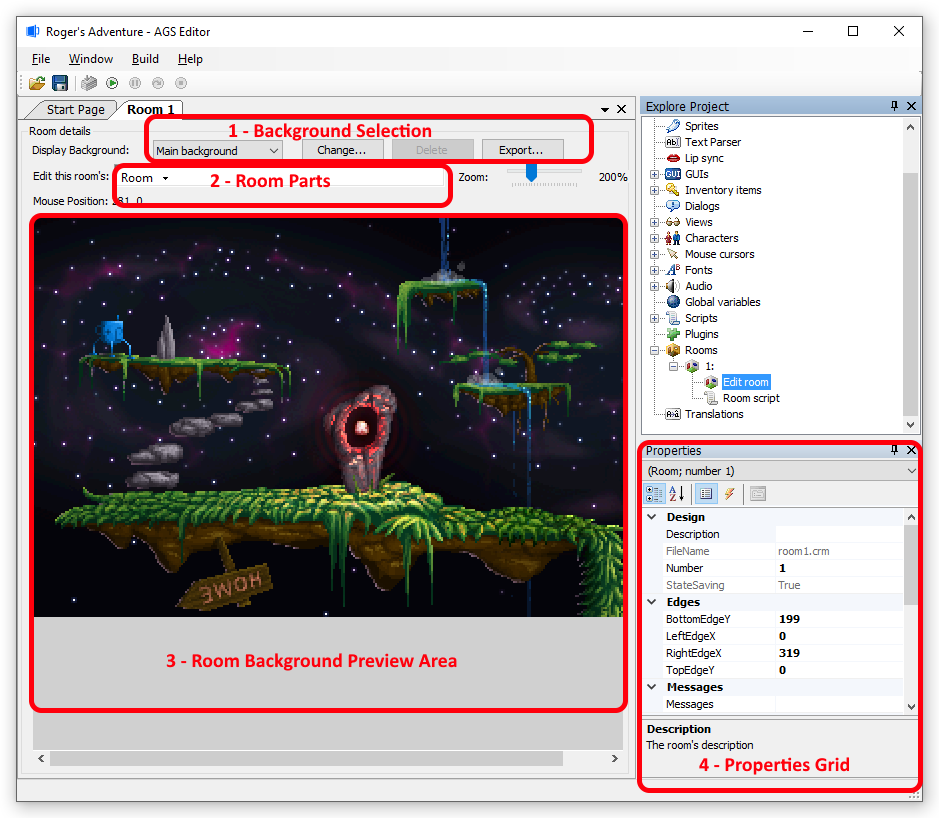 Roger's Adventure - AGS Editor
File Window Build Help
Start Page Room 1
Room details
1 - Background Selection
Display Background: Main background Change... Delete Export...
Edit this room's: Room 2 - Room Parts Zoom: 200%
Mouse Position: 281, 0
HOME
3 - Room Background Preview Area
Explore Project
Sprites
Text Parser
Lip sync
GUI GUIs
Inventory items
Dialogs
Views
Characters
Mouse cursors
Fonts
Audio
Global variables
Scripts
Plugins
Rooms
1:
Edit room
Room script
Translations
Properties
(Room; number 1)
Design
Description
FileName room1.crm
Number 1
StateSaving True
Edges
BottomEdgeY 199
LeftEdgeX 0
RightEdgeX 319
TopEdgeY 0
Messages
Messages
Description
The room's description
4 - Properties Grid